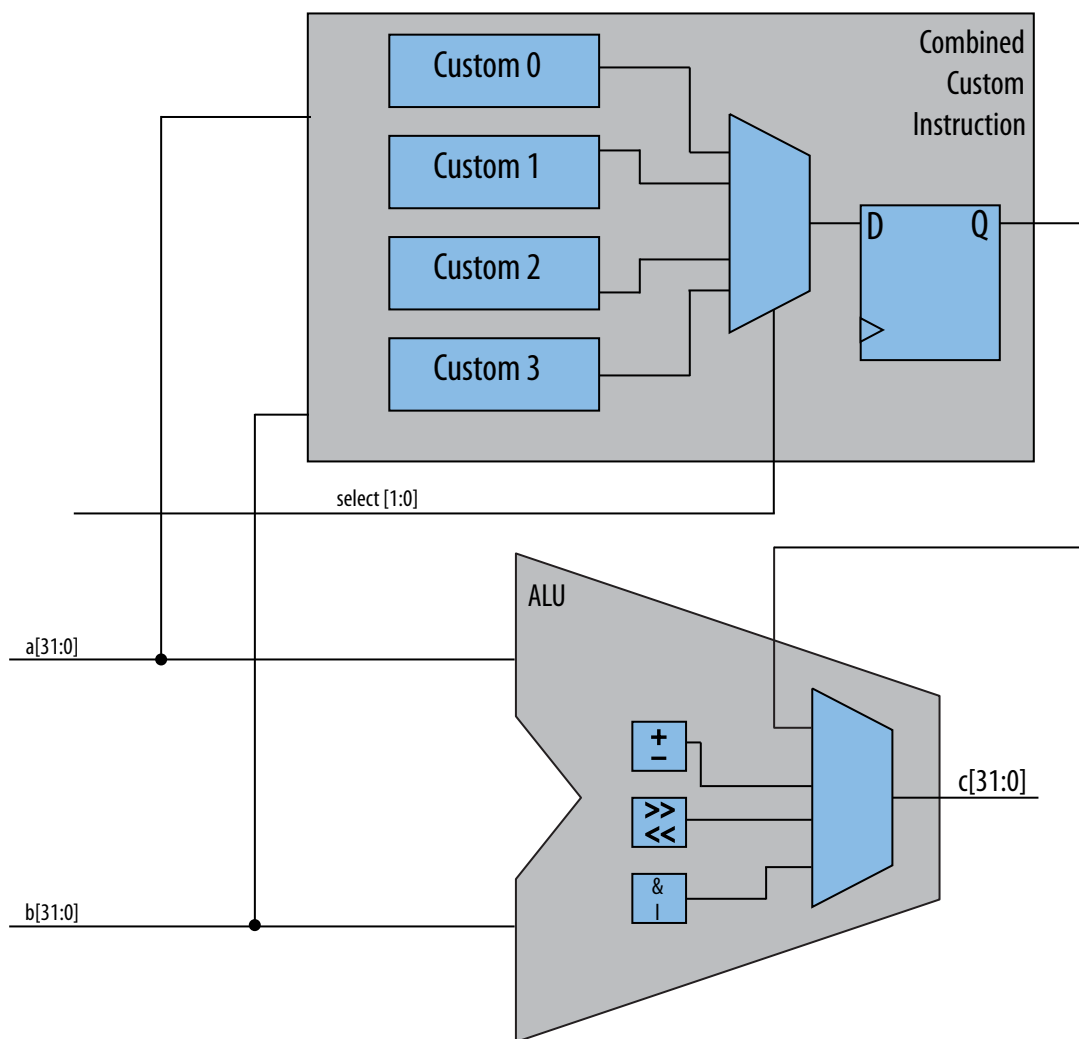 Combined
Custom
Instruction
Custom 0
Custom 1
Custom 2
Custom 3
D
Q
select [1:0]
ALU
a[31:0]
+
−
>>
<<
&
|
c[31:0]
b[31:0]